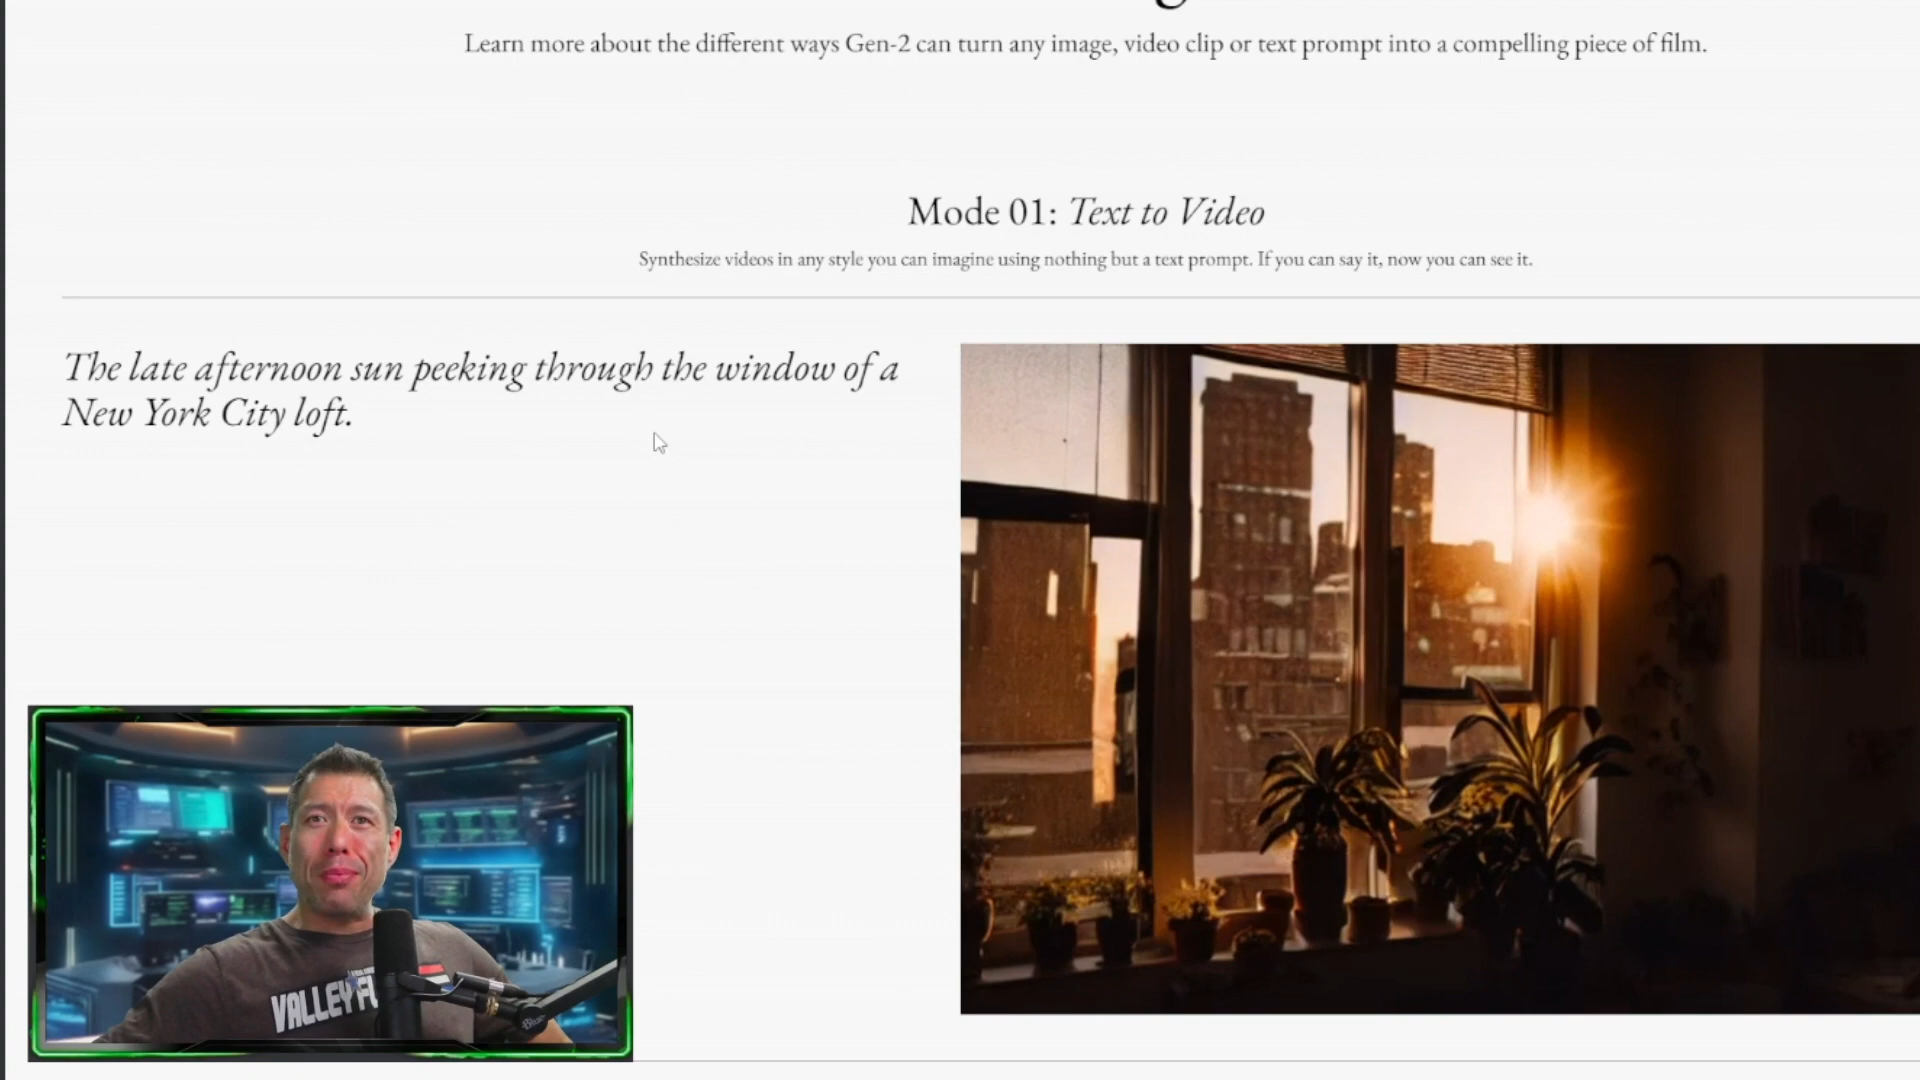 Learn more about the different ways Gen-2 can turn any image, video clip or text prompt into a compelling piece of film.
Mode 01: Text to Video
Synthesize videos in any style you can imagine using nothing but a text prompt. If you can say it, now you can see it.
The late afternoon sun peeking through the window of a
New York City loft.
VALLEY
Blue